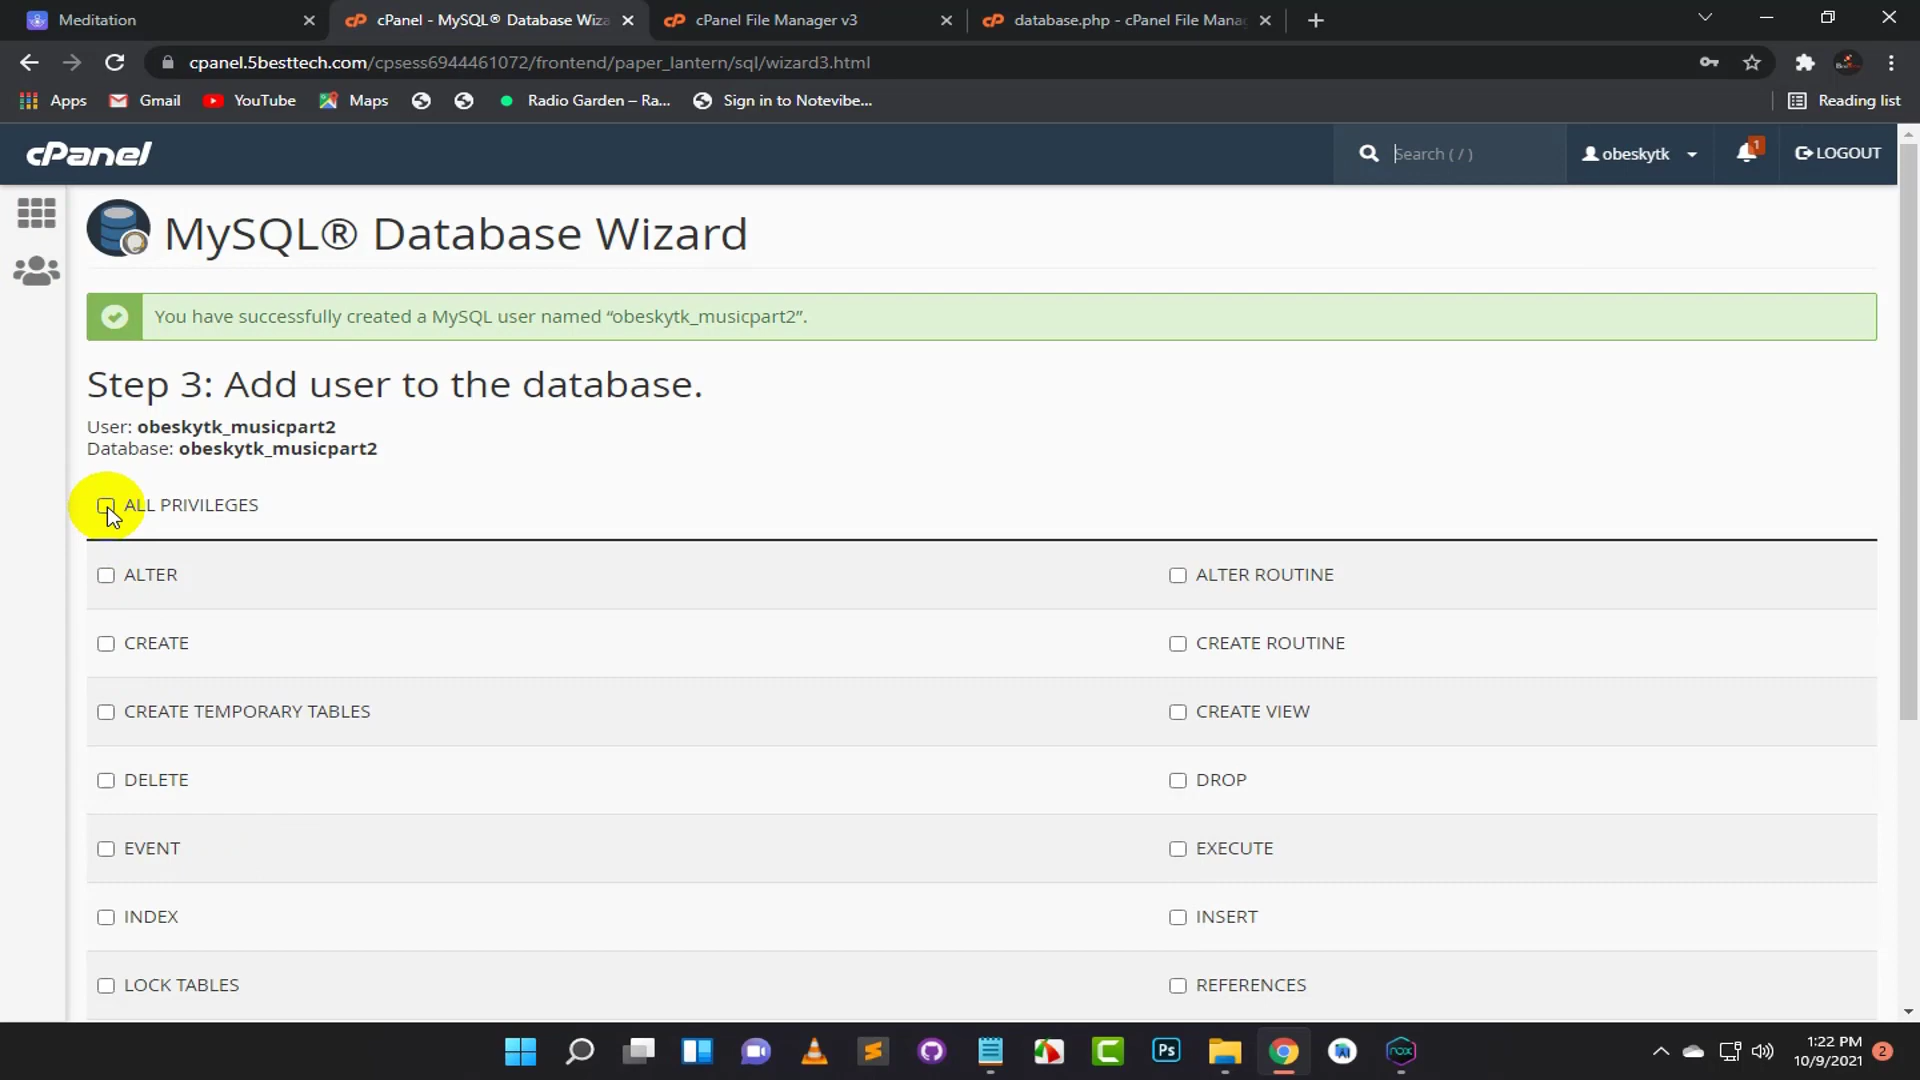 Meditation
cPanel - MySQL® Database Wiza
cPanel File Manager v3
database.php - cPanel File Mana
cpanel.5besttech.com/cpsess6944461072/frontend/paper_lantern/sql/wizard3.html
Apps
Gmail
YouTube
Maps
Radio Garden – Ra...
Sign in to Notevibe...
Reading list
cPanel
Search ( / )
obeskytk
1
LOGOUT
MySQL® Database Wizard
You have successfully created a MySQL user named “obeskytk_musicpart2”.
Step 3: Add user to the database.
User: obeskytk_musicpart2
Database: obeskytk_musicpart2
ALL PRIVILEGES
ALTER
ALTER ROUTINE
CREATE
CREATE ROUTINE
CREATE TEMPORARY TABLES
CREATE VIEW
DELETE
DROP
EVENT
EXECUTE
INDEX
INSERT
LOCK TABLES
REFERENCES
Ps
nox
1:22 PM
10/9/2021
2